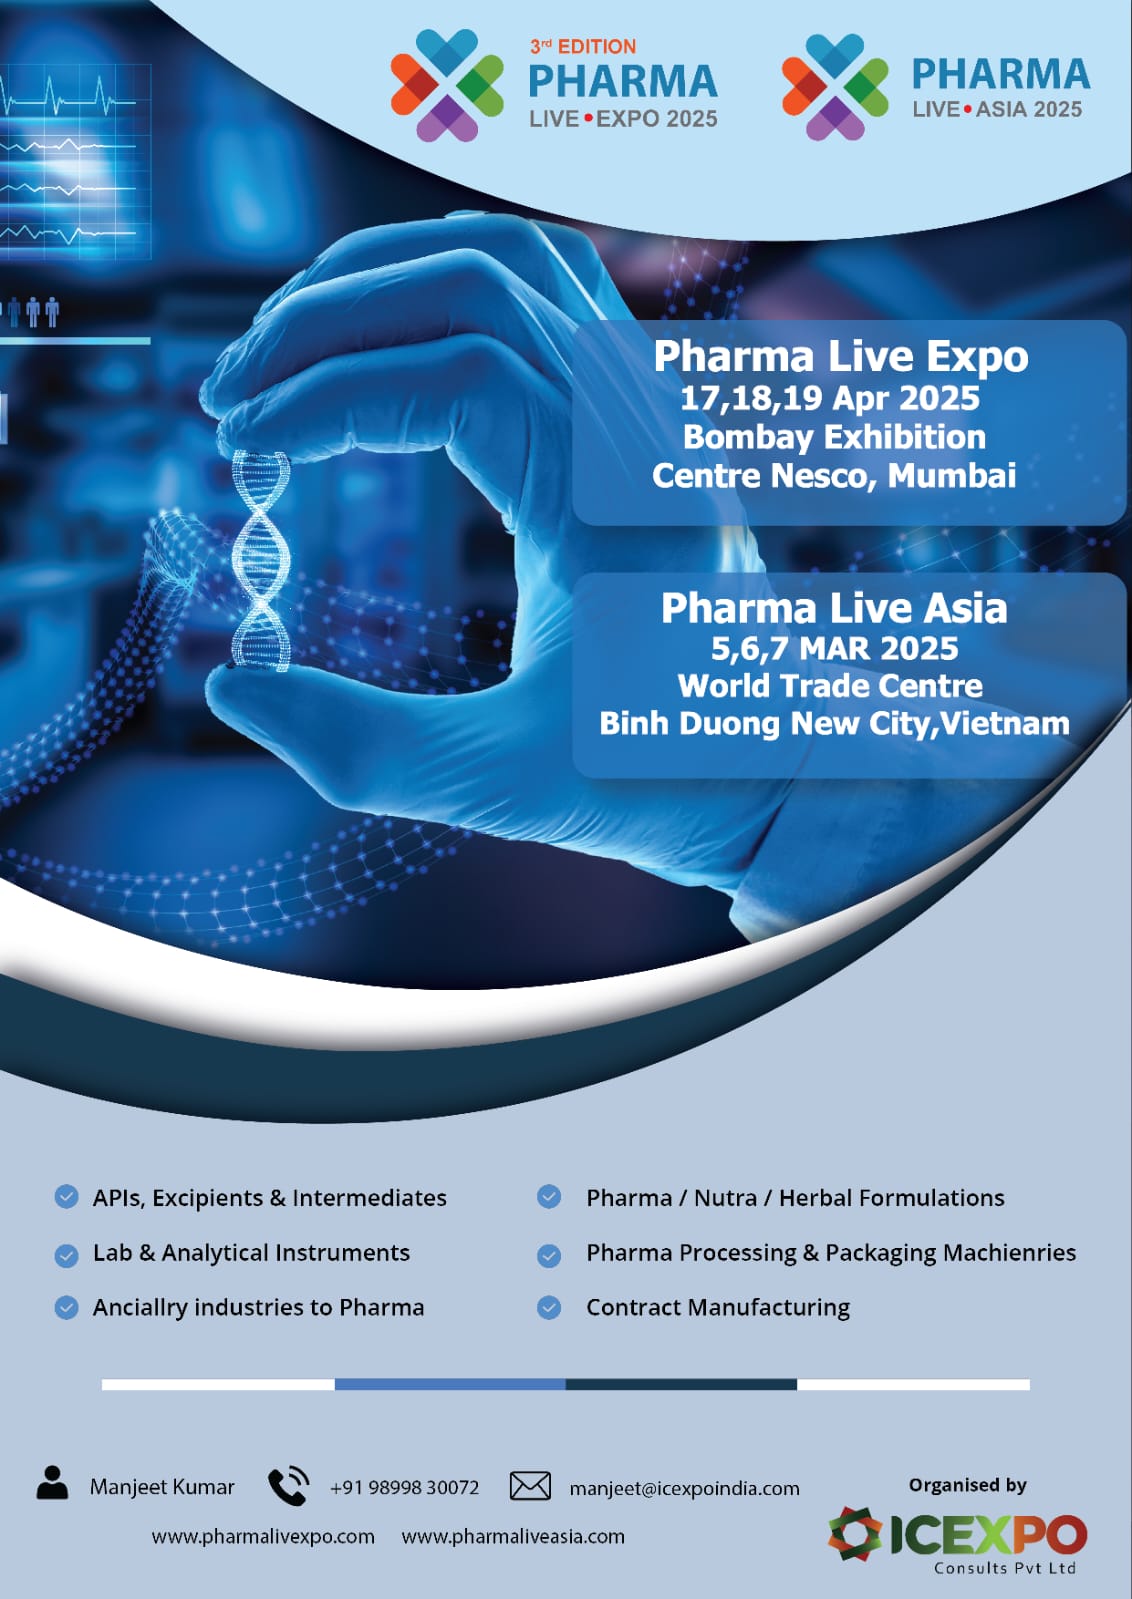 3rd EDITION
PHARMA
LIVE•EXPO 2025
PHARMA
LIVE•ASIA 2025
Pharma Live Expo
17,18,19 Apr 2025
Bombay Exhibition
Centre Nesco, Mumbai
Pharma Live Asia
5,6,7 MAR 2025
World Trade Centre
Binh Duong New City,Vietnam
APIs, Excipients & Intermediates
Lab & Analytical Instruments
Anciallry industries to Pharma
Pharma / Nutra / Herbal Formulations
Pharma Processing & Packaging Machienries
Contract Manufacturing
Manjeet Kumar
+91 98998 30072
manjeet@icexpoindia.com
www.pharmalivexpo.com
www.pharmaliveasia.com
Organised by
ICEXPO
Consults Pvt Ltd